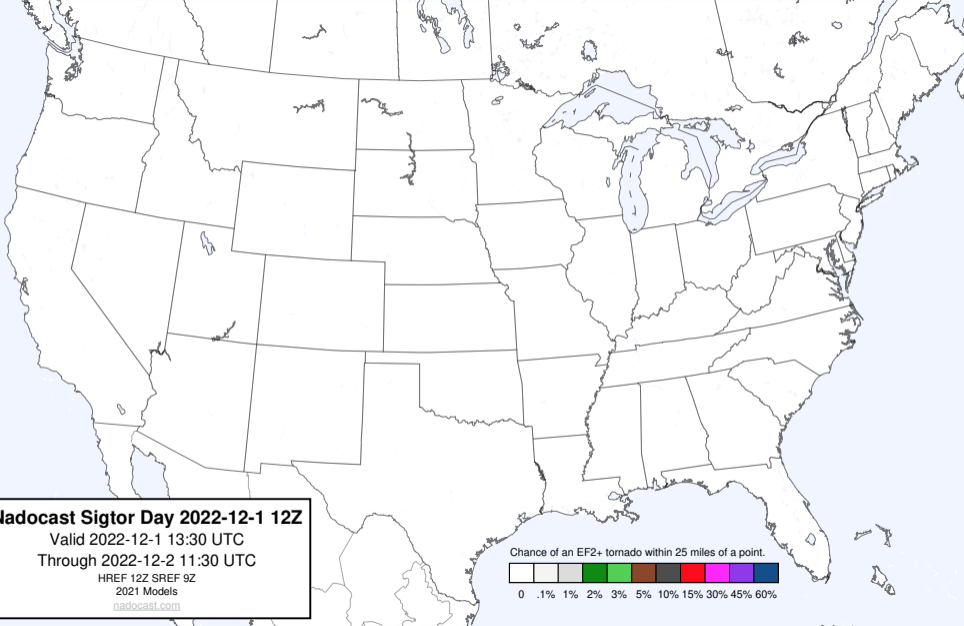 Nadocast Sigtor Day 2022-12-1 12Z
Valid 2022-12-1 13:30 UTC
Through 2022-12-2 11:30 UTC
HREF 12Z SREF 9Z
2021 Models
nadocast.com
Chance of an EF2+ tornado within 25 miles of a point.
0 .1% 1% 2% 3% 5% 10% 15% 30% 45% 60%